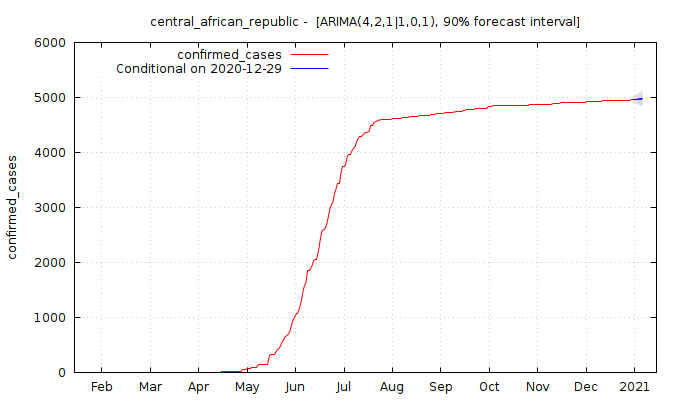 central_african_republic -  [ARIMA(4,2,1|1,0,1), 90% forecast interval]
confirmed_cases
Conditional on 2020-12-29
6000
5000
4000
3000
2000
1000
0
confirmed_cases
Feb Mar Apr May Jun Jul Aug Sep Oct Nov Dec 2021